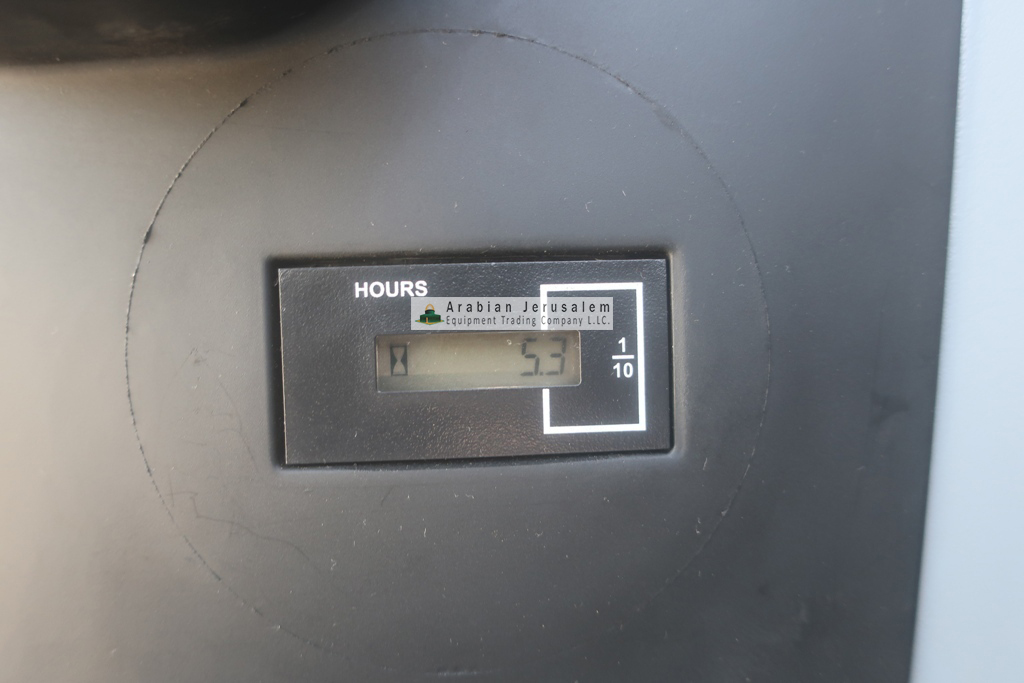 HOURS
Arabian Jerusalem
Equipment Trading Company L.L.C.
5.3
1
10